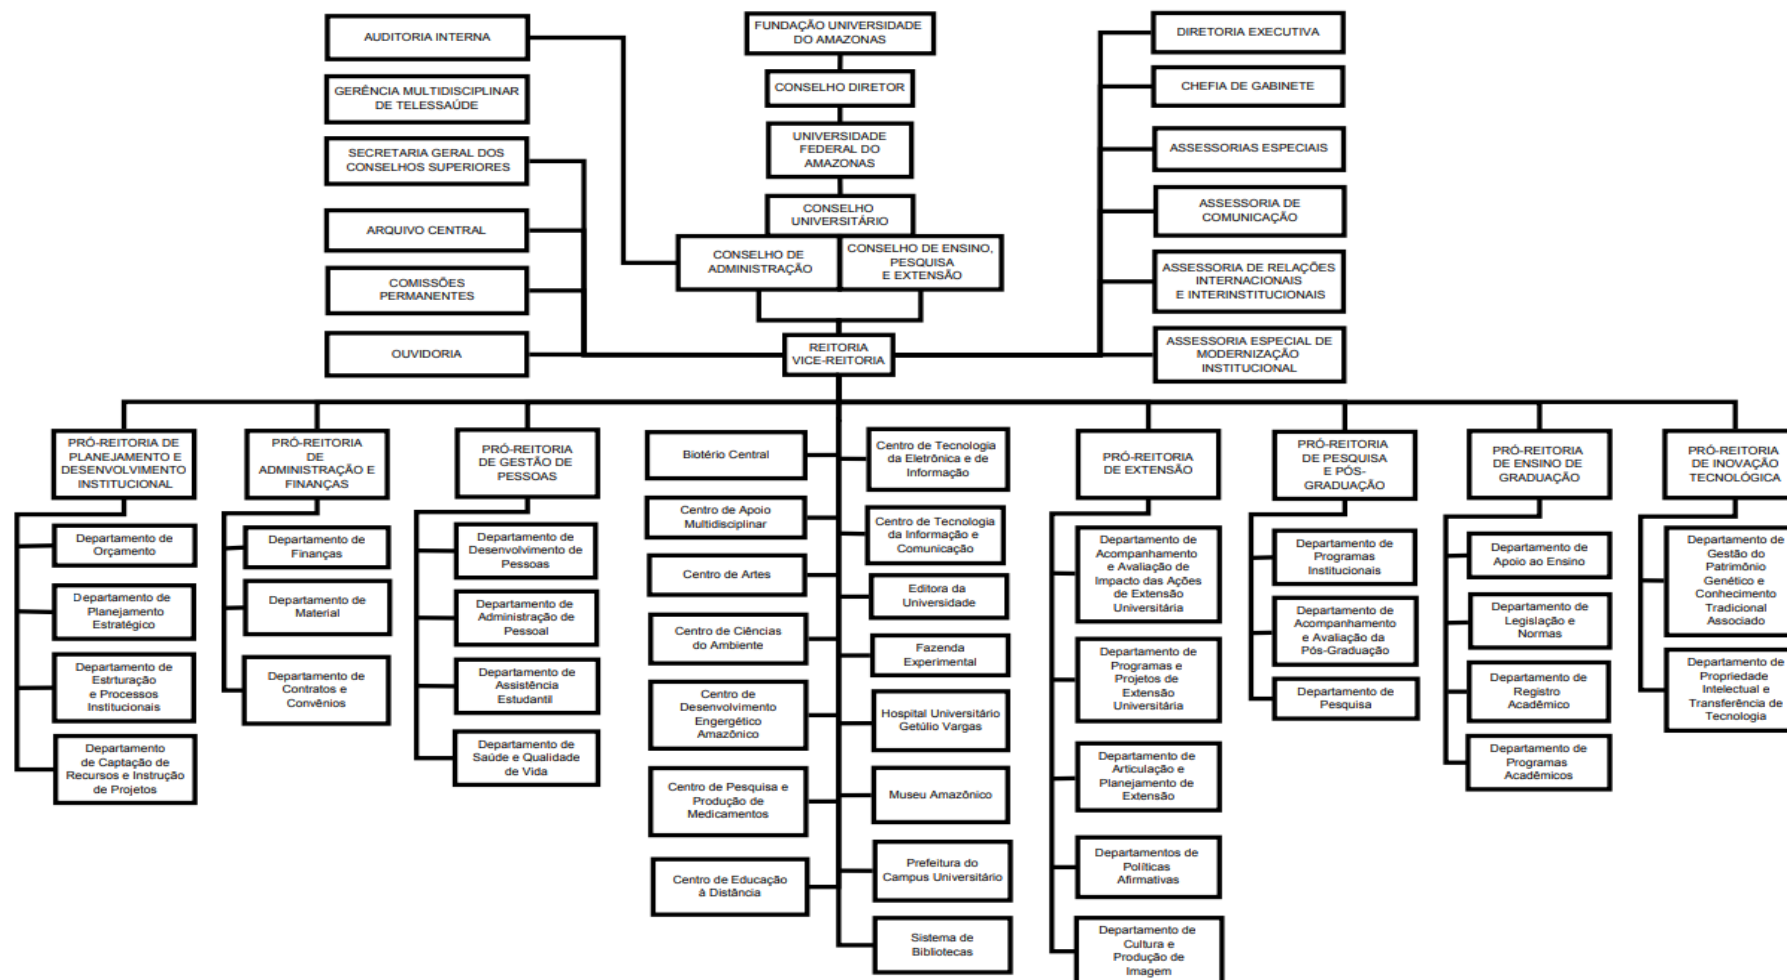 AUDITORIA INTERNA
GERÊNCIA MULTIDISCIPLINAR
DE TELESSAÚDE
SECRETARIA GERAL DOS
CONSELHOS SUPERIORES
ARQUIVO CENTRAL
COMISSÕES
PERMANENTES
OUVIDORIA
FUNDAÇÃO UNIVERSIDADE
DO AMAZONAS
CONSELHO DIRETOR
UNIVERSIDADE
FEDERAL DO
AMAZONAS
CONSELHO
UNIVERSITÁRIO
CONSELHO DE
ADMINISTRAÇÃO
CONSELHO DE ENSINO,
PESQUISA
E EXTENSÃO
REITORIA
VICE-REITORIA
DIRETORIA EXECUTIVA
CHEFIA DE GABINETE
ASSESSORIAS ESPECIAIS
ASSESSORIA DE
COMUNICAÇÃO
ASSESSORIA DE RELAÇÕES
INTERNACIONAIS
E INTERINSTITUCIONAIS
ASSESSORIA ESPECIAL DE
MODERNIZAÇÃO
INSTITUCIONAL
PRÓ-REITORIA DE
PLANEJAMENTO E
DESENVOLVIMENTO
INSTITUCIONAL
Departamento de
Orçamento
Departamento de
Planejamento
Estratégico
Departamento de
Estrturação
e Processos
Institucionais
Departamento
de Captação de
Recursos e Instrução
de Projetos
PRÓ-REITORIA
DE
ADMINISTRAÇÃO E
FINANÇAS
Departamento de
Finanças
Departamento de
Material
Departamento de
Contratos e
Convênios
PRÓ-REITORIA
DE GESTÃO DE
PESSOAS
Departamento de
Desenvolvimento de
Pessoas
Departamento de
Administração de
Pessoal
Departamento de
Assistência
Estudantil
Departamento de
Saúde e Qualidade
de Vida
Biotério Central
Centro de Apoio
Multidisciplinar
Centro de Artes
Centro de Ciências
do Ambiente
Centro de
Desenvolvimento
Engergético
Amazônico
Centro de Pesquisa e
Produção de
Medicamentos
Centro de Educação
à Distância
Centro de Tecnologia
da Eletrônica e de
Informação
Centro de Tecnologia
da Informação e
Comunicação
Editora da
Universidade
Fazenda
Experimental
Hospital Universitário
Getúlio Vargas
Museu Amazônico
Prefeitura do
Campus Universitário
Sistema de
Bibliotecas
PRÓ-REITORIA
DE EXTENSÃO
Departamento de
Acompanhamento
e Avaliação de
Impacto das Ações
de Extensão
Universitária
Departamento de
Programas e
Projetos de
Extensão
Universitária
Departamento de
Articulação e
Planejamento de
Extensão
Departamentos de
Políticas
Afirmativas
Departamento de
Cultura e
Produção de
Imagem
PRÓ-REITORIA
DE PESQUISA
E PÓS-
GRADUAÇÃO
Departamento de
Programas
Institucionais
Departamento de
Acompanhamento
e Avaliação da
Pós-Graduação
Departamento de
Pesquisa
PRÓ-REITORIA
DE ENSINO DE
GRADUAÇÃO
Departamento de
Apoio ao Ensino
Departamento de
Legislação e
Normas
Departamento de
Registro
Acadêmico
Departamento de
Programas
Acadêmicos
PRÓ-REITORIA
DE INOVAÇÃO
TECNOLÓGICA
Departamento de
Gestão do
Patrimônio
Genético e
Conhecimento
Tradicional
Associado
Departamento de
Propriedade
Intelectual e
Transferência de
Tecnologia